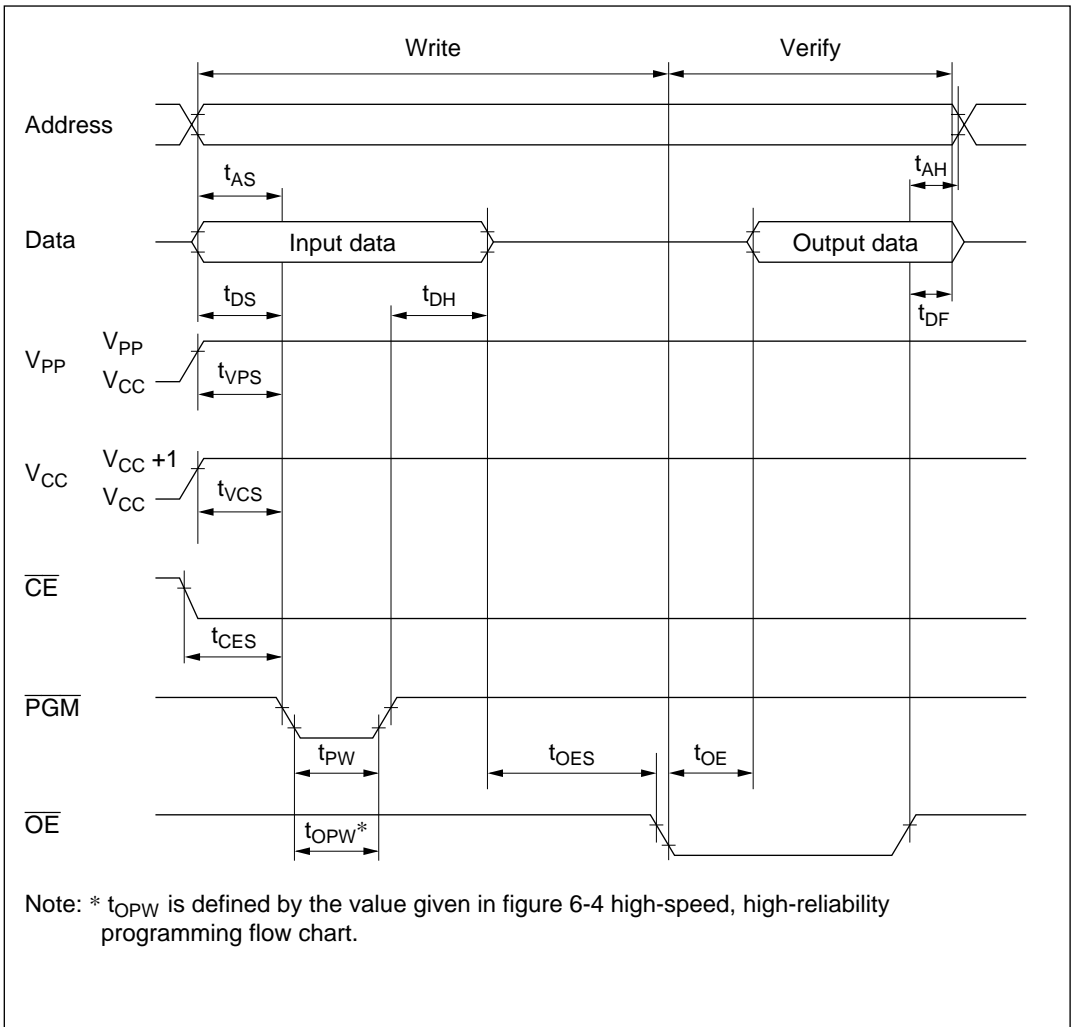 Write Verify
Address
tAS tAH
Data Input data Output data
tDS tDH tDF
VPP VPP
VCC tVPS
VCC VCC +1
VCC tVCS
CE
tCES
PGM
tPW tOES tOE
OE
tOPW*
Note: * tOPW is defined by the value given in figure 6-4 high-speed, high-reliability
programming flow chart.